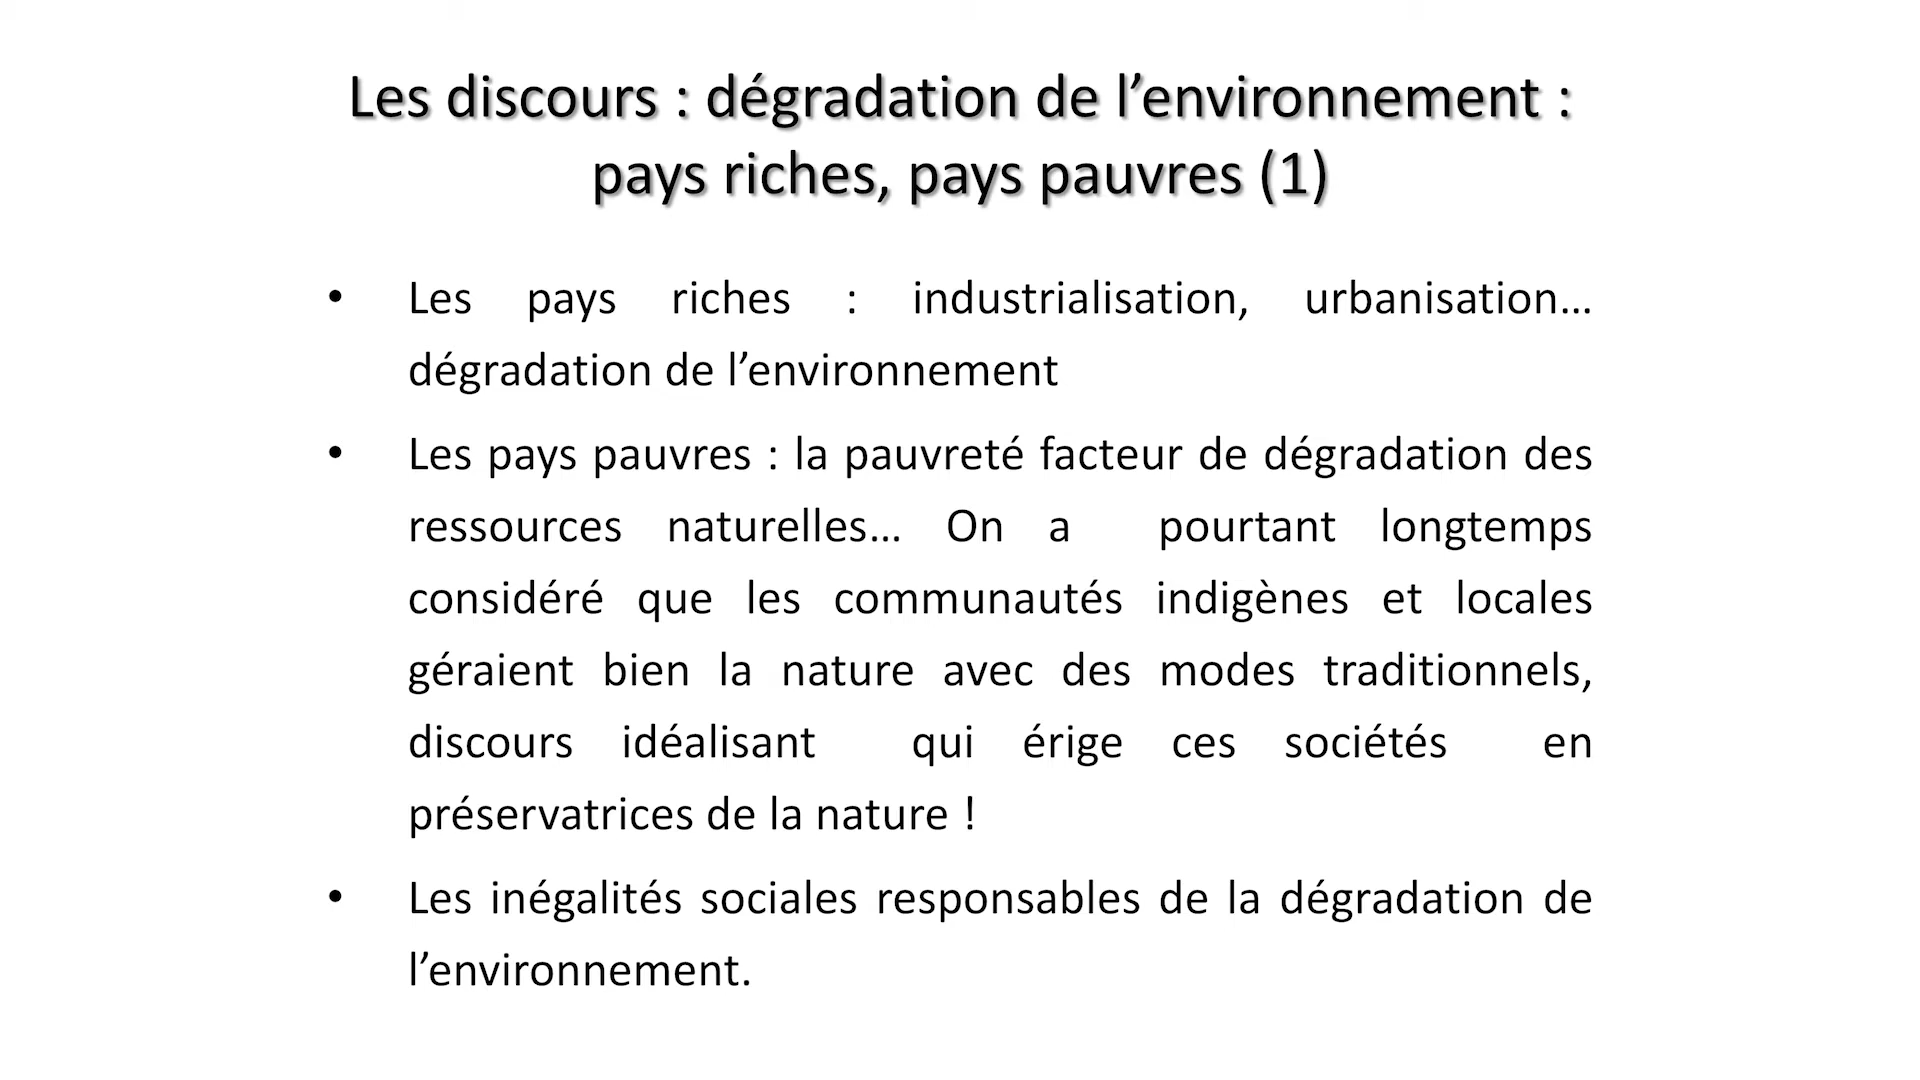 Les discours : dégradation de l’environnement :
pays riches, pays pauvres (1)
• Les pays riches : industrialisation, urbanisation…
dégradation de l’environnement
• Les pays pauvres : la pauvreté facteur de dégradation des
ressources naturelles… On a pourtant longtemps
considéré que les communautés indigènes et locales
géraient bien la nature avec des modes traditionnels,
discours idéalisant qui érige ces sociétés en
préservatrices de la nature !
• Les inégalités sociales responsables de la dégradation de
l’environnement.